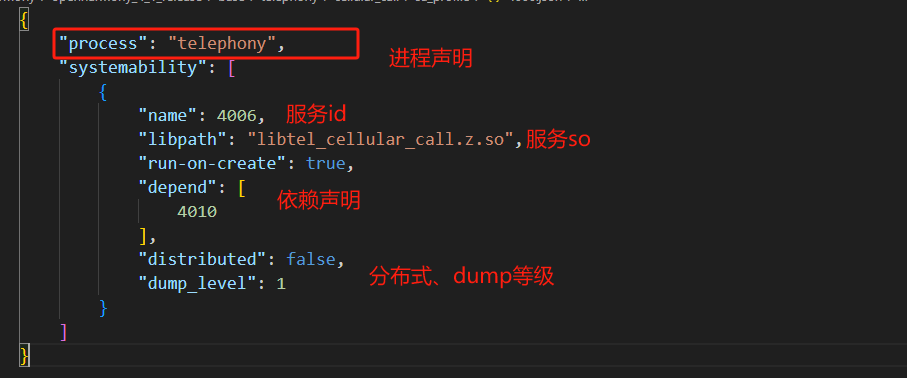 {
"process": "telephony", 进程声明
"systemability": [
{
"name": 4006, 服务id
"libpath": "libtel_cellular_call.z.so", 服务so
"run-on-create": true,
"depend": [ 依赖声明
4010
],
"distributed": false,
"dump_level": 1 分布式、dump等级
}
]
}